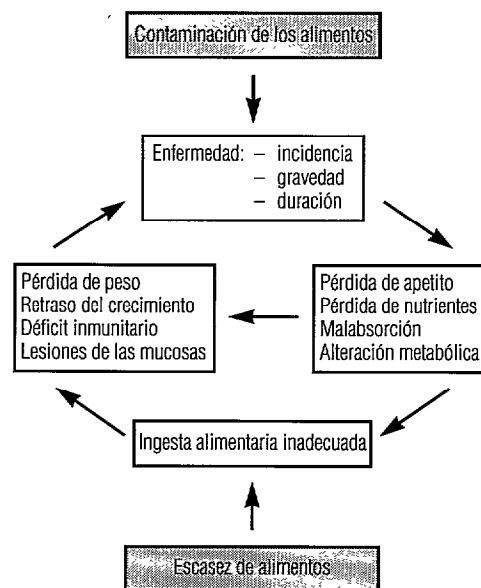 Contaminación de los alimentos
Enfermedad: – incidencia
– gravedad
– duración
Pérdida de peso
Retraso del crecimiento
Déficit inmunitario
Lesiones de las mucosas
Pérdida de apetito
Pérdida de nutrientes
Malabsorción
Alteración metabólica
Ingesta alimentaria inadecuada
Escasez de alimentos